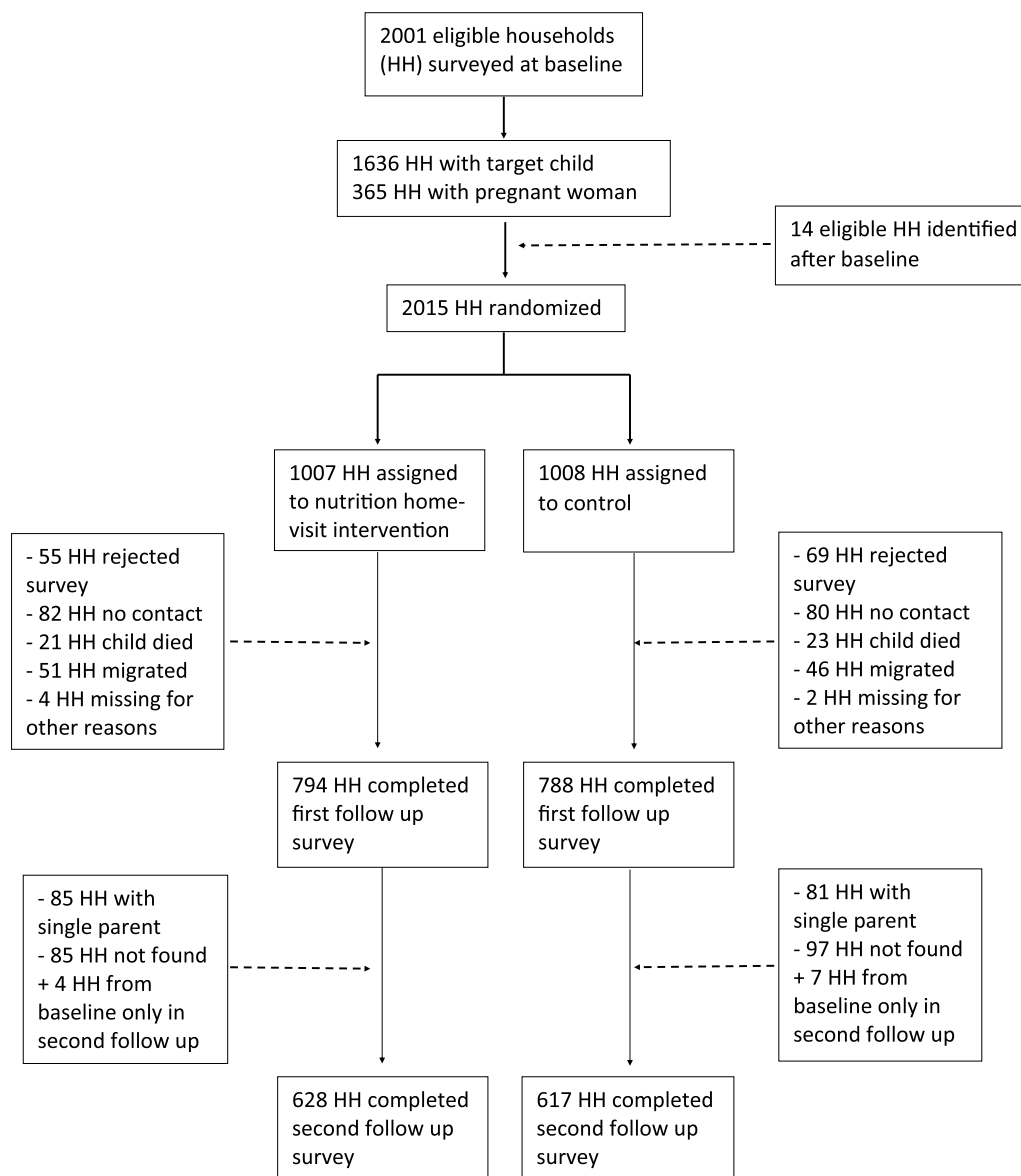 2001 eligible households
(HH) surveyed at baseline
1636 HH with target child
365 HH with pregnant woman
14 eligible HH identified
after baseline
2015 HH randomized
1007 HH assigned
to nutrition home-
visit intervention
1008 HH assigned
to control
- 55 HH rejected
survey
- 82 HH no contact
- 21 HH child died
- 51 HH migrated
- 4 HH missing for
other reasons
- 69 HH rejected
survey
- 80 HH no contact
- 23 HH child died
- 46 HH migrated
- 2 HH missing for
other reasons
794 HH completed
first follow up
survey
788 HH completed
first follow up
survey
- 85 HH with
single parent
- 85 HH not found
+ 4 HH from
baseline only in
second follow up
- 81 HH with
single parent
- 97 HH not found
+ 7 HH from
baseline only in
second follow up
628 HH completed
second follow up
survey
617 HH completed
second follow up
survey